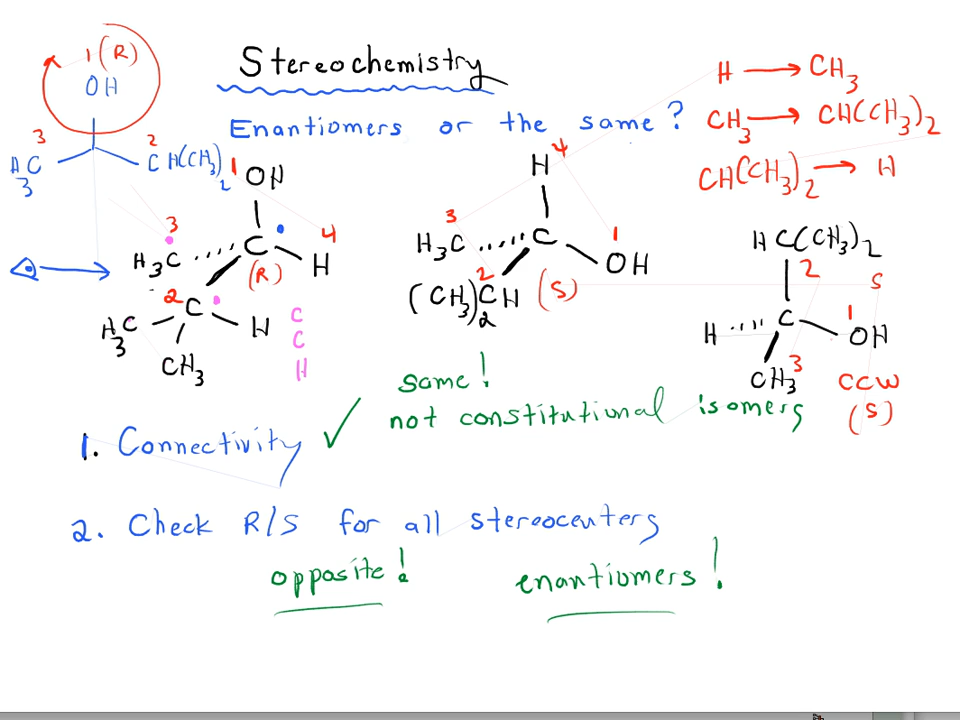 Stereochemistry
Enantiomers or the same?
1 (R)
OH
3
2
H C
3
CH(CH3)2
H → CH3
CH3 → CH(CH3)2
CH(CH3)2 → H
1
OH
3
H3C
C
4
H
(R)
2
C
H3C
H
CH3
C
C
H
4
H
3
H3C
C
1
OH
2
(CH3)2CH
(S)
HC(CH3)2
2
S
H
C
1
OH
CH3
3
CCW
(S)
same!
not constitutional isomers
1. Connectivity ✓
2. Check R/S for all stereocenters
opposite!
enantiomers!